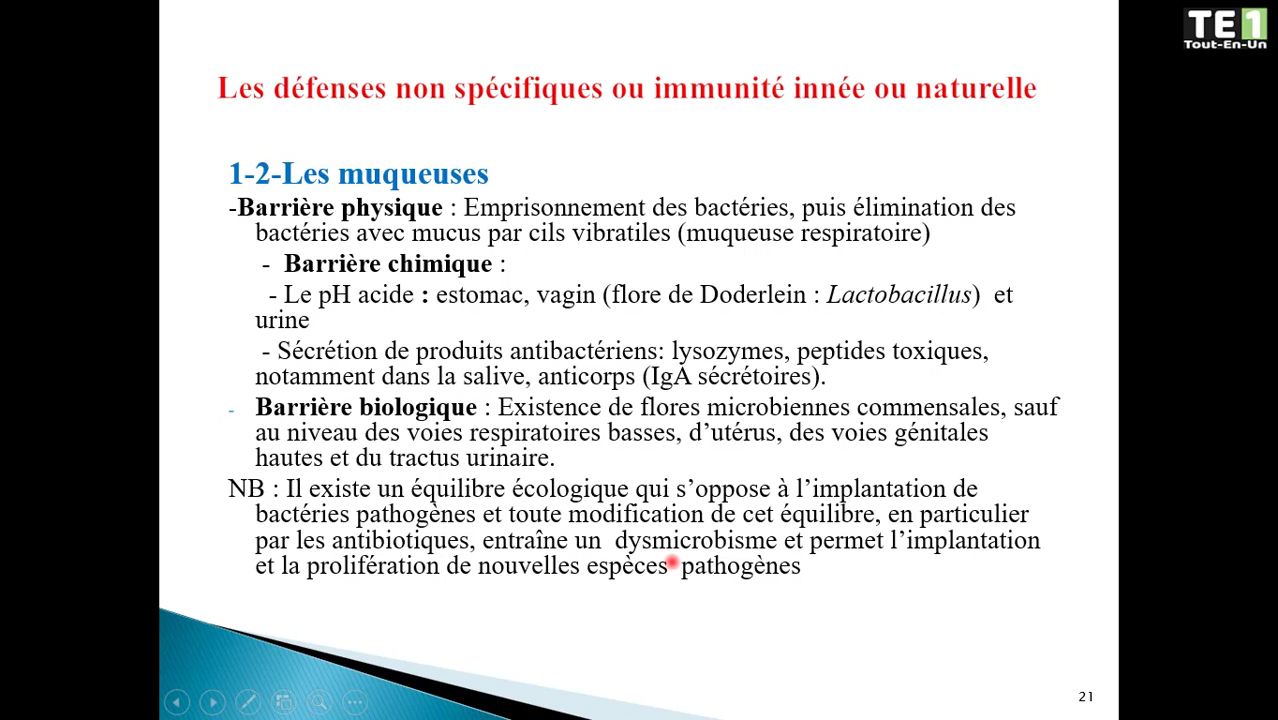 TE1
Tout-En-Un
Les défenses non spécifiques ou immunité innée ou naturelle
1-2-Les muqueuses
-Barrière physique : Emprisonnement des bactéries, puis élimination des
bactéries avec mucus par cils vibratiles (muqueuse respiratoire)
- Barrière chimique :
- Le pH acide : estomac, vagin (flore de Doderlein : Lactobacillus) et
urine
- Sécrétion de produits antibactériens: lysozymes, peptides toxiques,
notamment dans la salive, anticorps (IgA sécrétoires).
- Barrière biologique : Existence de flores microbiennes commensales, sauf
au niveau des voies respiratoires basses, d’utérus, des voies génitales
hautes et du tractus urinaire.
NB : Il existe un équilibre écologique qui s’oppose à l’implantation de
bactéries pathogènes et toute modification de cet équilibre, en particulier
par les antibiotiques, entraîne un dysmicrobisme et permet l’implantation
et la prolifération de nouvelles espèces pathogènes
21